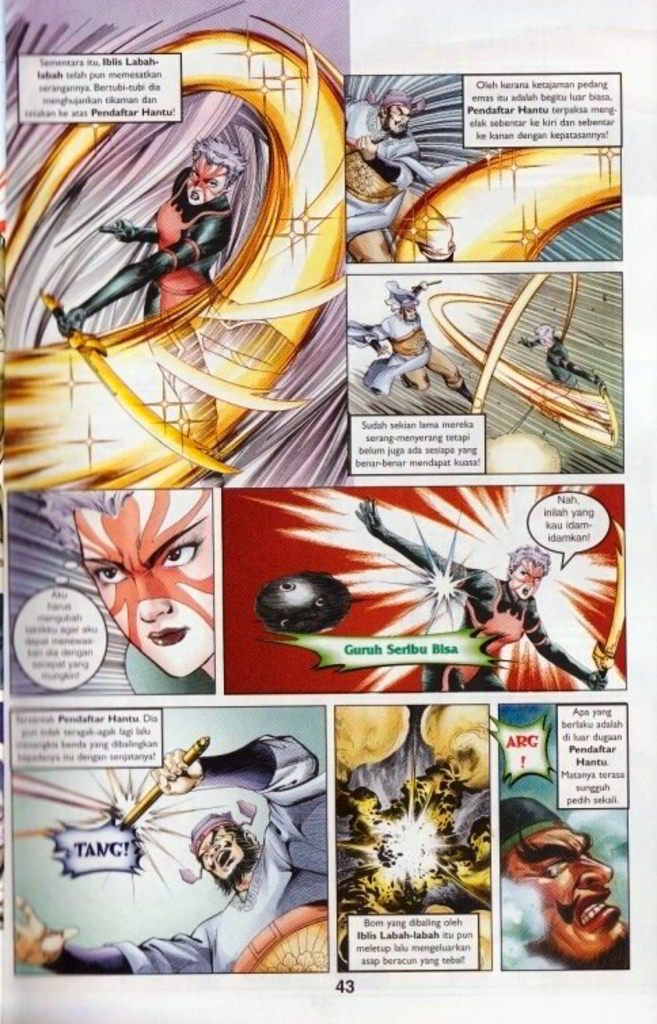 Sementara itu, Iblis Labah-
labah telah pun memesatkan
serangannya. Bertubi-tubi dia
menghujankan tikaman dan
tetakan ke atas Pendaftar Hantu!
Oleh kerana ketajaman pedang
emas itu adalah begitu luar biasa,
Pendaftar Hantu terpaksa meng-
elak sebentar ke kiri dan sebentar
ke kanan dengan kepatasannya!
Sudah sekian lama mereka
serang-menyerang tetapi
belum juga ada sesiapa yang
benar-benar mendapat kuasa!
Aku
harus
mengubah
taktikku agar aku
dapat menewas-
kan dia dengan
secepat yang
mungkin!
Nah,
inilah yang
kau idam-
idamkan!
Guruh Seribu Bisa
Tersentak Pendaftar Hantu. Dia
pun teragak-agak lagi lalu
menangkis benda yang dibalingkan
kepadanya itu dengan senjatanya!
TANG!
Bom yang dibaling oleh
Iblis Labah-labah itu pun
meletup lalu mengeluarkan
asap beracun yang tebal!
ARG
!
Apa yang
berlaku adalah
di luar dugaan
Pendaftar
Hantu.
Matanya terasa
sungguh
pedih sekali.
43